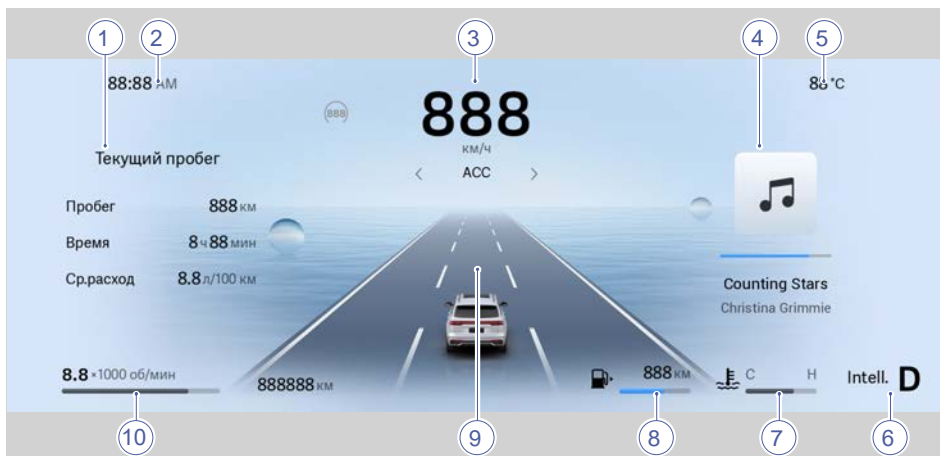 1 2 3 4 5
88:88 AM
88 °C
(888)
888
км/ч
< ACC >
Текущий пробег
Пробег 888 км
Время 8 ч 88 мин
Ср.расход 8.8 л/100 км
Counting Stars
Christina Grimmie
8.8 ×1000 об/мин
888888 км
888 км
C H
Intell. D
10 9 8 7 6